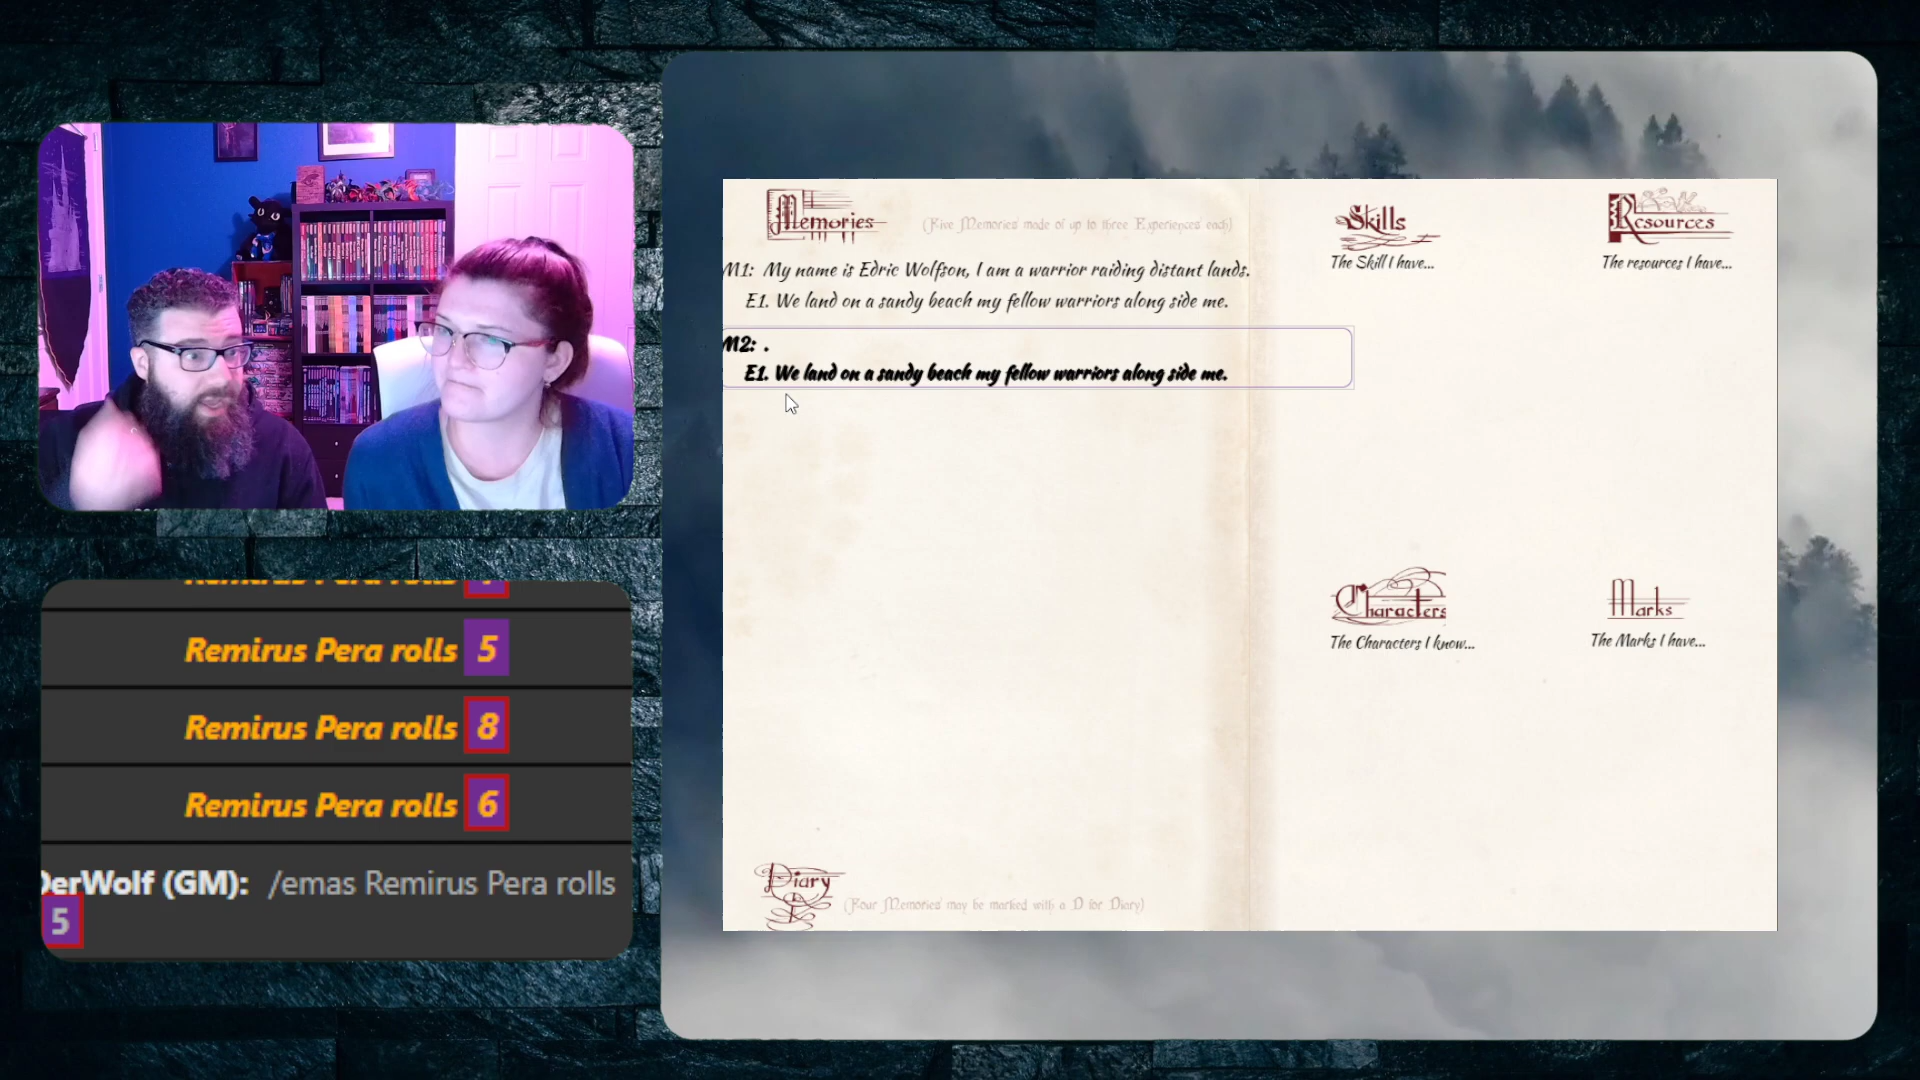 Remirus Pera rolls 5
Remirus Pera rolls 8
Remirus Pera rolls 6
DerWolf (GM): /emas Remirus Pera rolls
5
Memories
(Five Memories made of up to three Experiences each)
M1: My name is Edric Wolfson, I am a warrior raiding distant lands.
E1. We land on a sandy beach my fellow warriors along side me.
M2: .
E1. We land on a sandy beach my fellow warriors along side me.
Diary
(Four Memories may be marked with a D for Diary)
Skills
The Skill I have...
Resources
The resources I have...
Characters
The Characters I know...
Marks
The Marks I have...